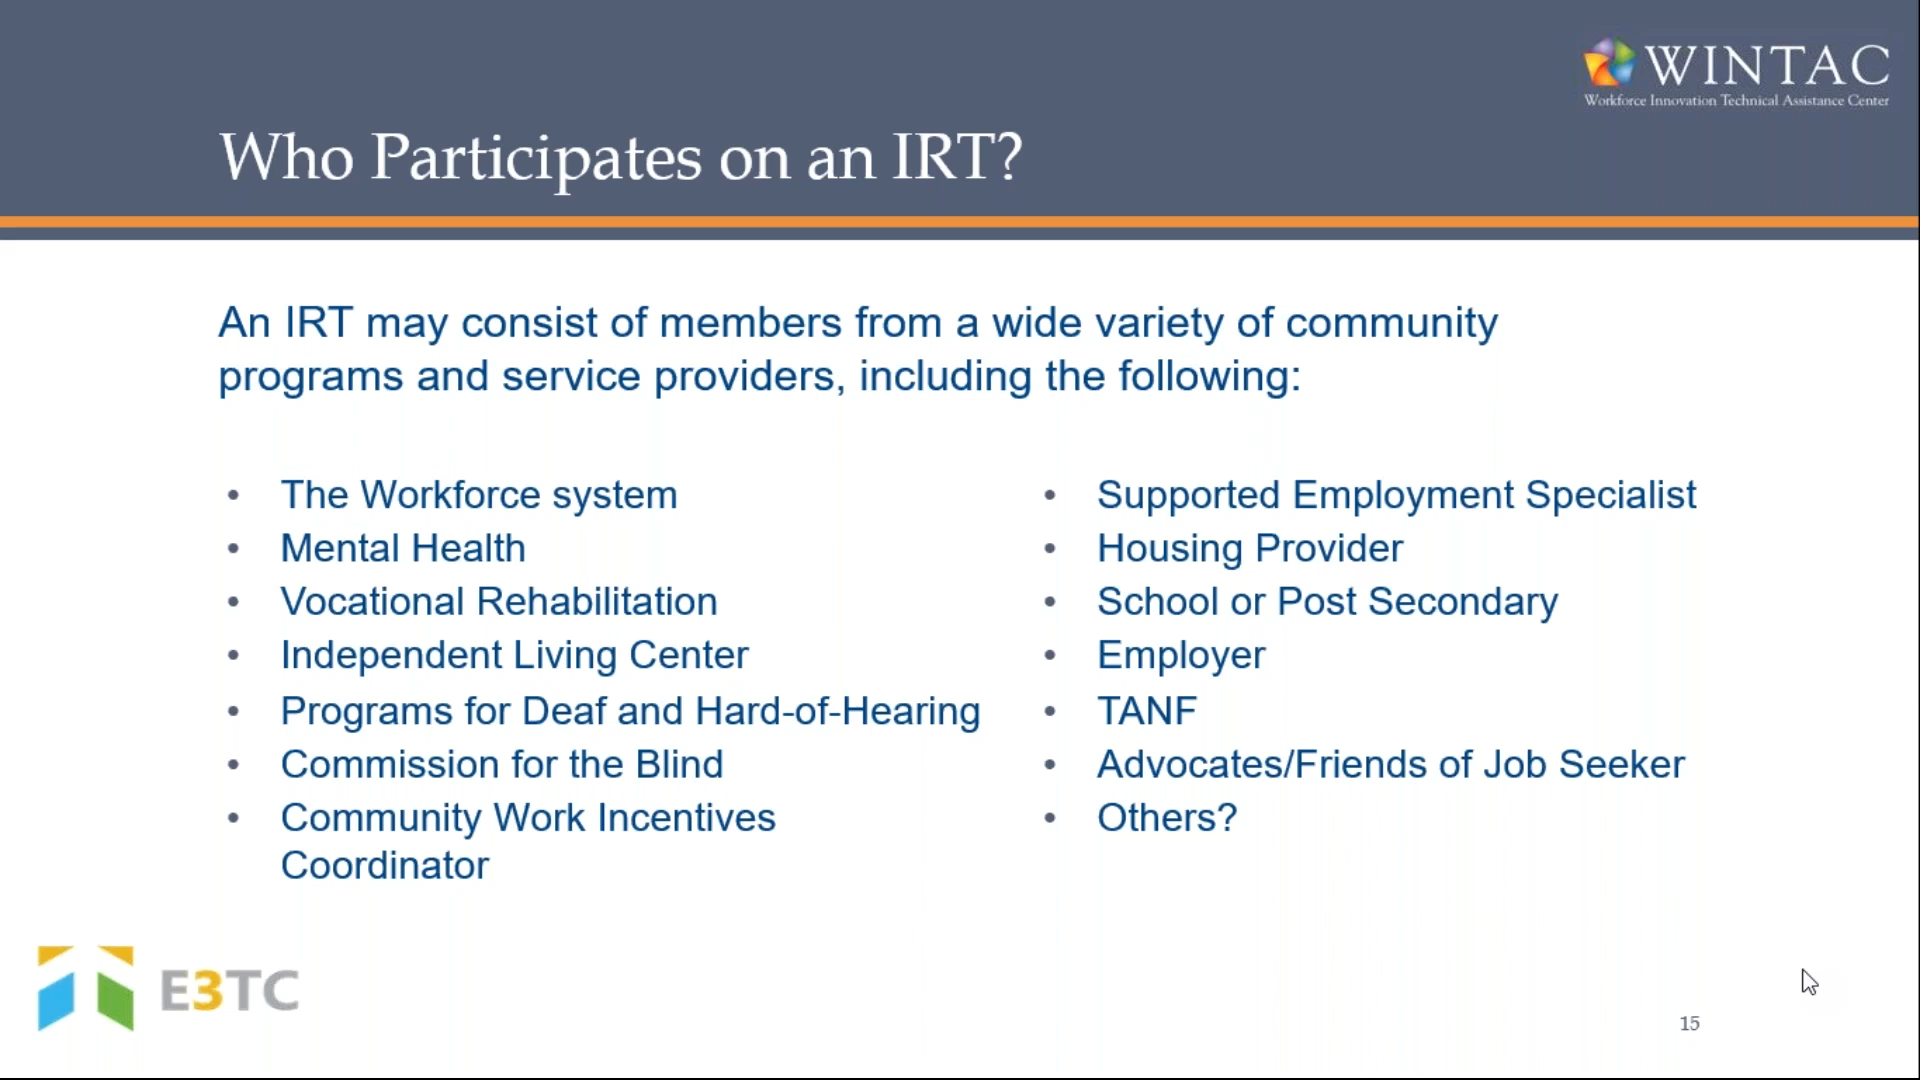 WINTAC
Workforce Innovation Technical Assistance Center
Who Participates on an IRT?
An IRT may consist of members from a wide variety of community
programs and service providers, including the following:
• The Workforce system
• Mental Health
• Vocational Rehabilitation
• Independent Living Center
• Programs for Deaf and Hard-of-Hearing
• Commission for the Blind
• Community Work Incentives
Coordinator
• Supported Employment Specialist
• Housing Provider
• School or Post Secondary
• Employer
• TANF
• Advocates/Friends of Job Seeker
• Others?
E3TC
15